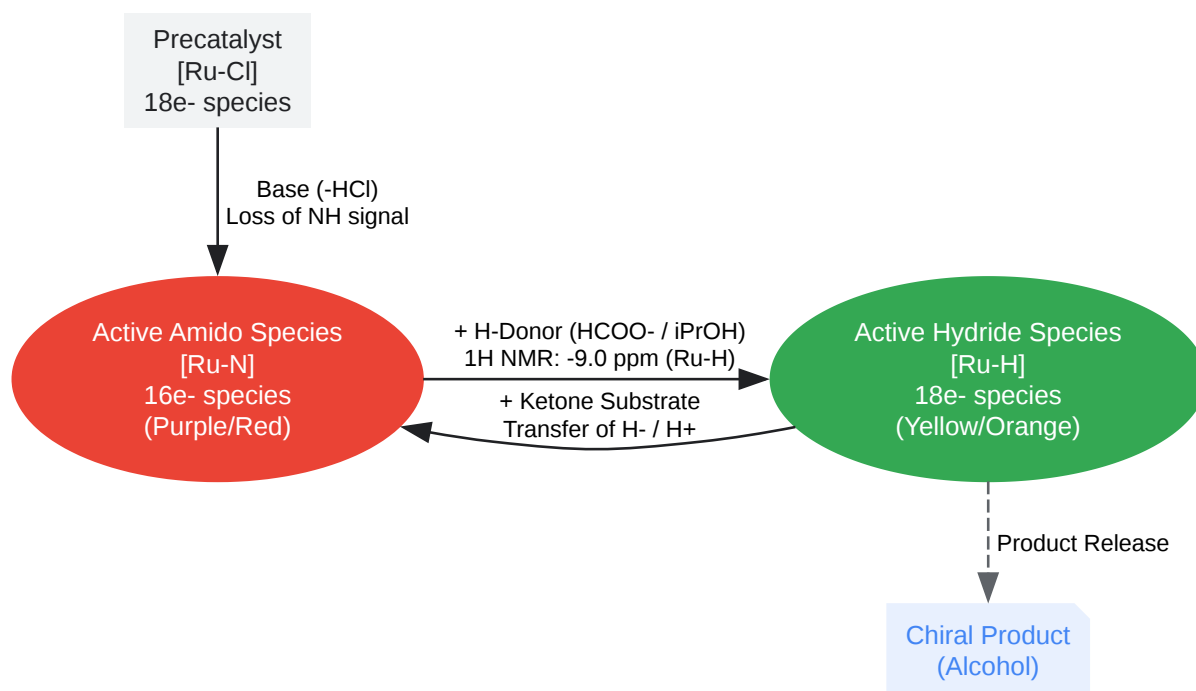 Precatalyst
[Ru-Cl]
18e- species
Base (-HCl)
Loss of NH signal
Active Amido Species
[Ru-N]
16e- species
(Purple/Red)
+ H-Donor (HCOO- / iPrOH)
1H NMR: -9.0 ppm (Ru-H)
+ Ketone Substrate
Transfer of H- / H+
Active Hydride Species
[Ru-H]
18e- species
(Yellow/Orange)
Product Release
Chiral Product
(Alcohol)